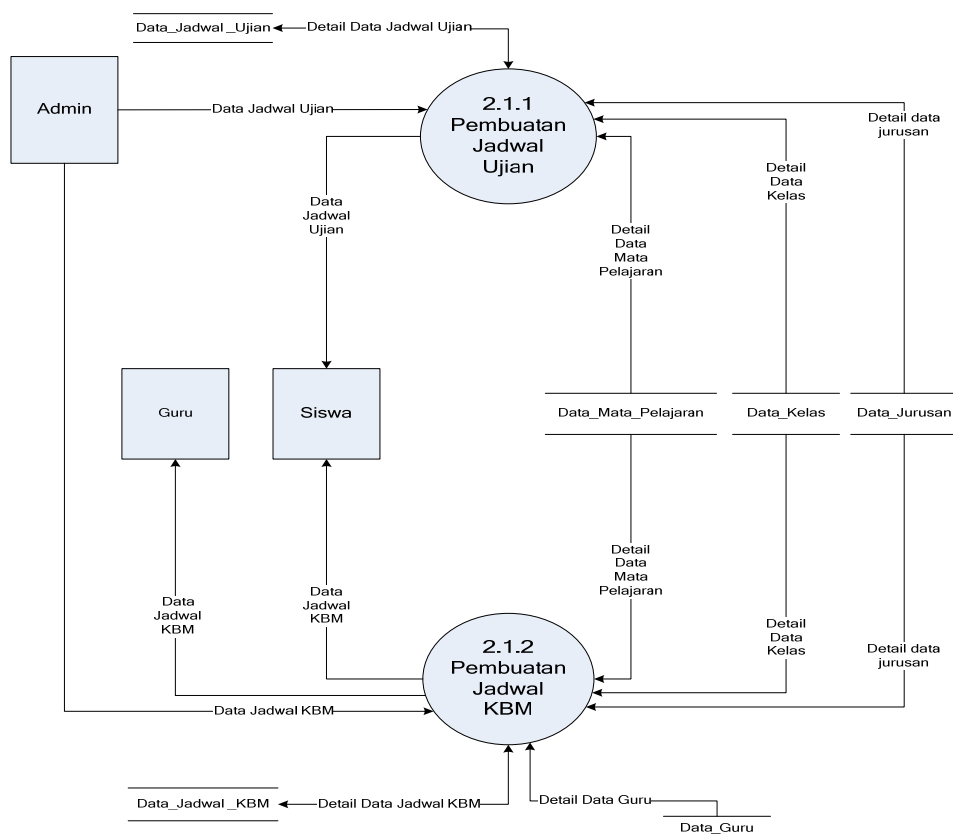 Data_Jadwal _Ujian
Detail Data Jadwal Ujian
Admin
Data Jadwal Ujian
2.1.1
Pembuatan
Jadwal
Ujian
Detail data
jurusan
Detail
Data
Kelas
Data
Jadwal
Ujian
Detail
Data
Mata
Pelajaran
Guru
Siswa
Data_Mata_Pelajaran
Data_Kelas
Data_Jurusan
Detail
Data
Mata
Pelajaran
Data
Jadwal
KBM
Data
Jadwal
KBM
Detail
Data
Kelas
Detail data
jurusan
2.1.2
Pembuatan
Jadwal
KBM
Data Jadwal KBM
Data_Jadwal _KBM
Detail Data Jadwal KBM
Detail Data Guru
Data_Guru